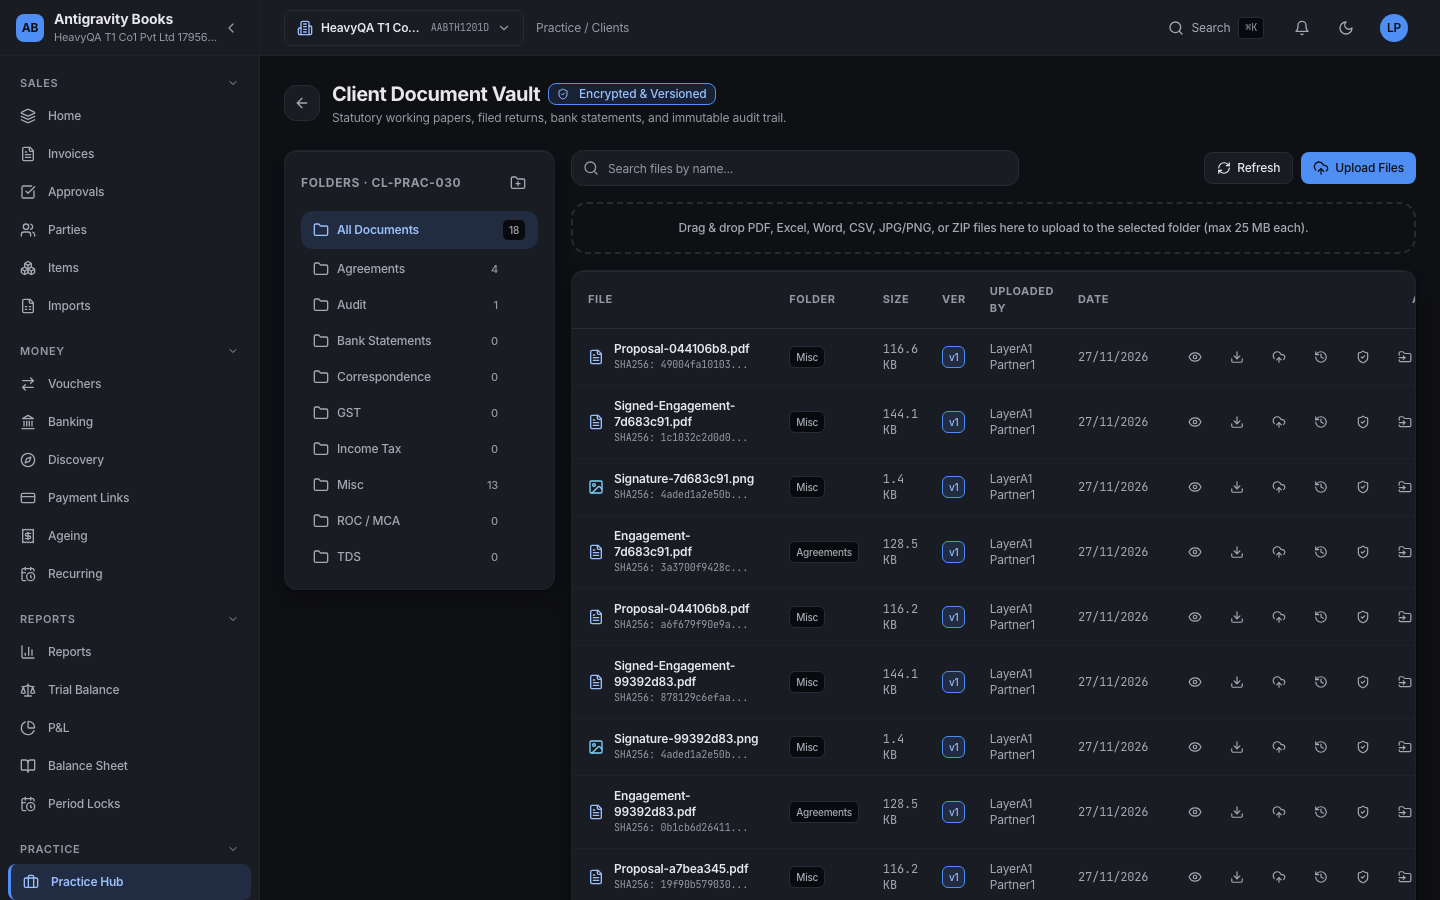 AB
Antigravity Books
HeavyQA T1 Co1 Pvt Ltd 17956...
HeavyQA T1 Co...
AABTH1201D
Practice / Clients
Search
⌘K
LP
SALES
Home
Invoices
Approvals
Parties
Items
Imports
MONEY
Vouchers
Banking
Discovery
Payment Links
Ageing
Recurring
REPORTS
Reports
Trial Balance
P&L
Balance Sheet
Period Locks
PRACTICE
Practice Hub
Client Document Vault
Encrypted & Versioned
Statutory working papers, filed returns, bank statements, and immutable audit trail.
FOLDERS · CL-PRAC-030
All Documents 18
Agreements 4
Audit 1
Bank Statements 0
Correspondence 0
GST 0
Income Tax 0
Misc 13
ROC / MCA 0
TDS 0
Search files by name...
Refresh
Upload Files
Drag & drop PDF, Excel, Word, CSV, JPG/PNG, or ZIP files here to upload to the selected folder (max 25 MB each).
FILE FOLDER SIZE VER UPLOADED BY DATE
Proposal-044106b8.pdf
SHA256: 49004fa10103...
Misc 116.6 KB v1 LayerA1 Partner1 27/11/2026
Signed-Engagement-
7d683c91.pdf
SHA256: 1c1032c2d0d0...
Misc 144.1 KB v1 LayerA1 Partner1 27/11/2026
Signature-7d683c91.png
SHA256: 4aded1a2e50b...
Misc 1.4 KB v1 LayerA1 Partner1 27/11/2026
Engagement-
7d683c91.pdf
SHA256: 3a3700f9428c...
Agreements 128.5 KB v1 LayerA1 Partner1 27/11/2026
Proposal-044106b8.pdf
SHA256: a6f679f90e9a...
Misc 116.2 KB v1 LayerA1 Partner1 27/11/2026
Signed-Engagement-
99392d83.pdf
SHA256: 878129c6efaa...
Misc 144.1 KB v1 LayerA1 Partner1 27/11/2026
Signature-99392d83.png
SHA256: 4aded1a2e50b...
Misc 1.4 KB v1 LayerA1 Partner1 27/11/2026
Engagement-
99392d83.pdf
SHA256: 0b1cb6d26411...
Agreements 128.5 KB v1 LayerA1 Partner1 27/11/2026
Proposal-a7bea345.pdf
SHA256: 19f90b579030...
Misc 116.2 KB v1 LayerA1 Partner1 27/11/2026